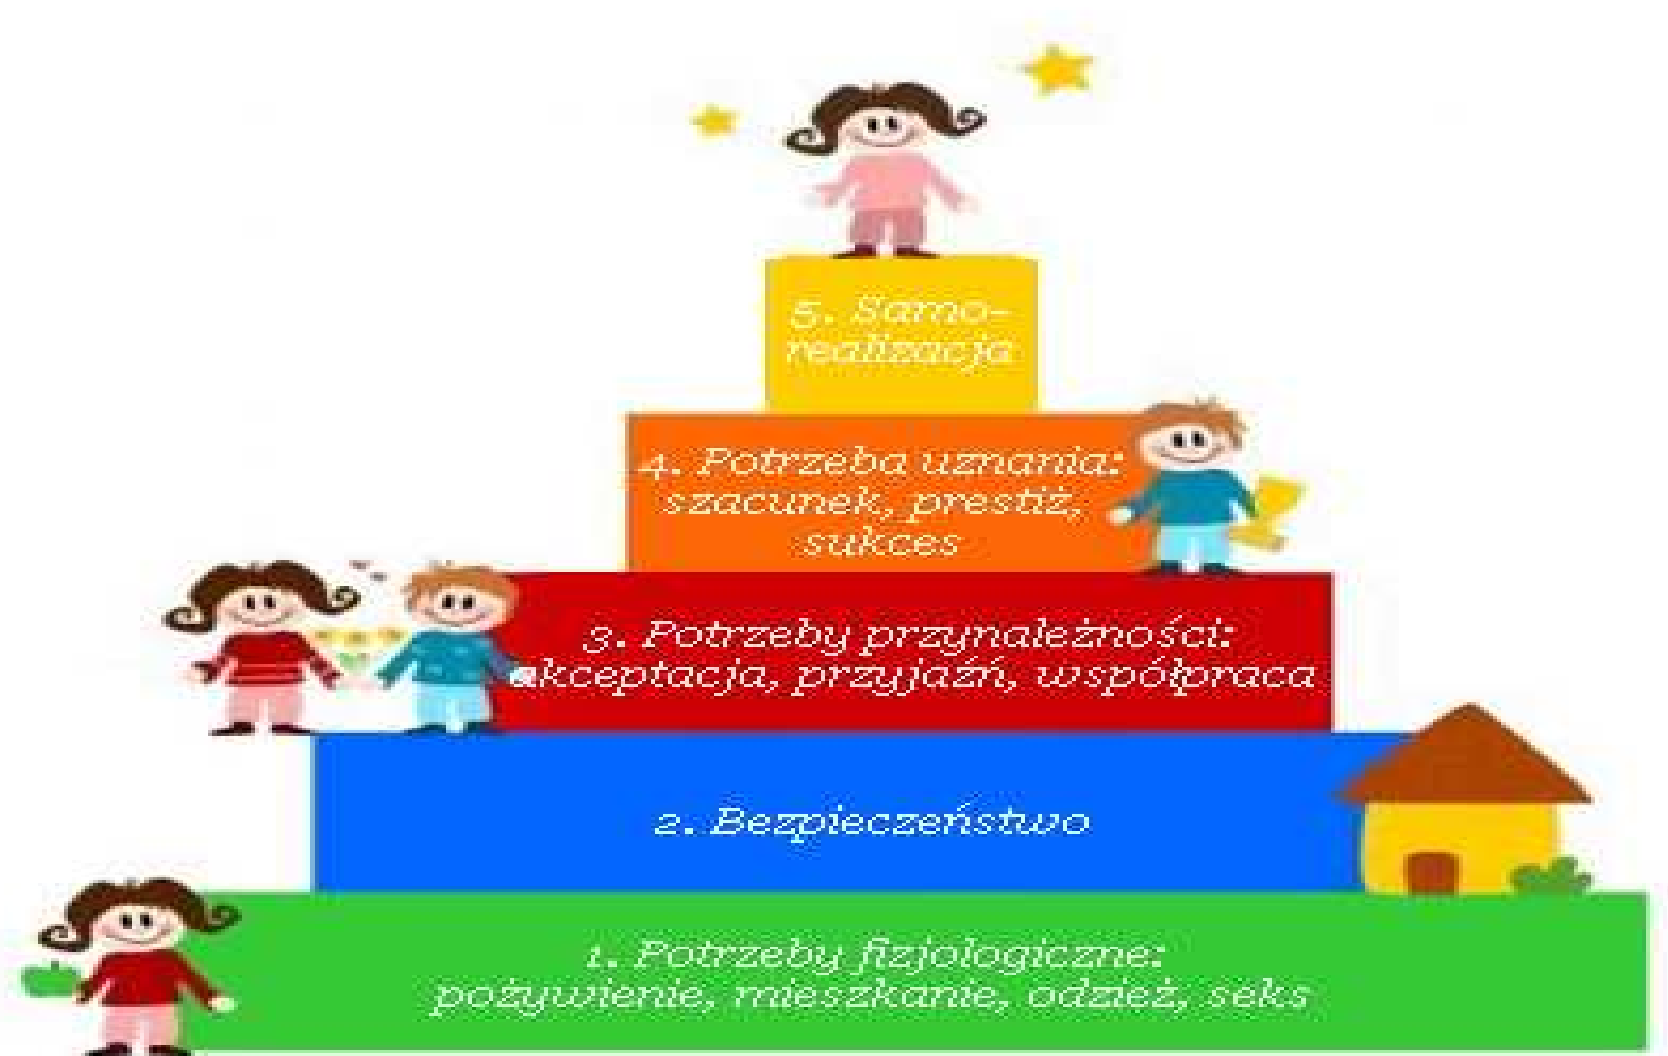 5. Samo-
realizacja
4. Potrzeba uznania:
szacunek, prestiż,
sukces
3. Potrzeby przynależności:
akceptacja, przyjaźń, współpraca
2. Bezpieczeństwo
1. Potrzeby fizjologiczne:
pożywienie, mieszkanie, odzież, seks